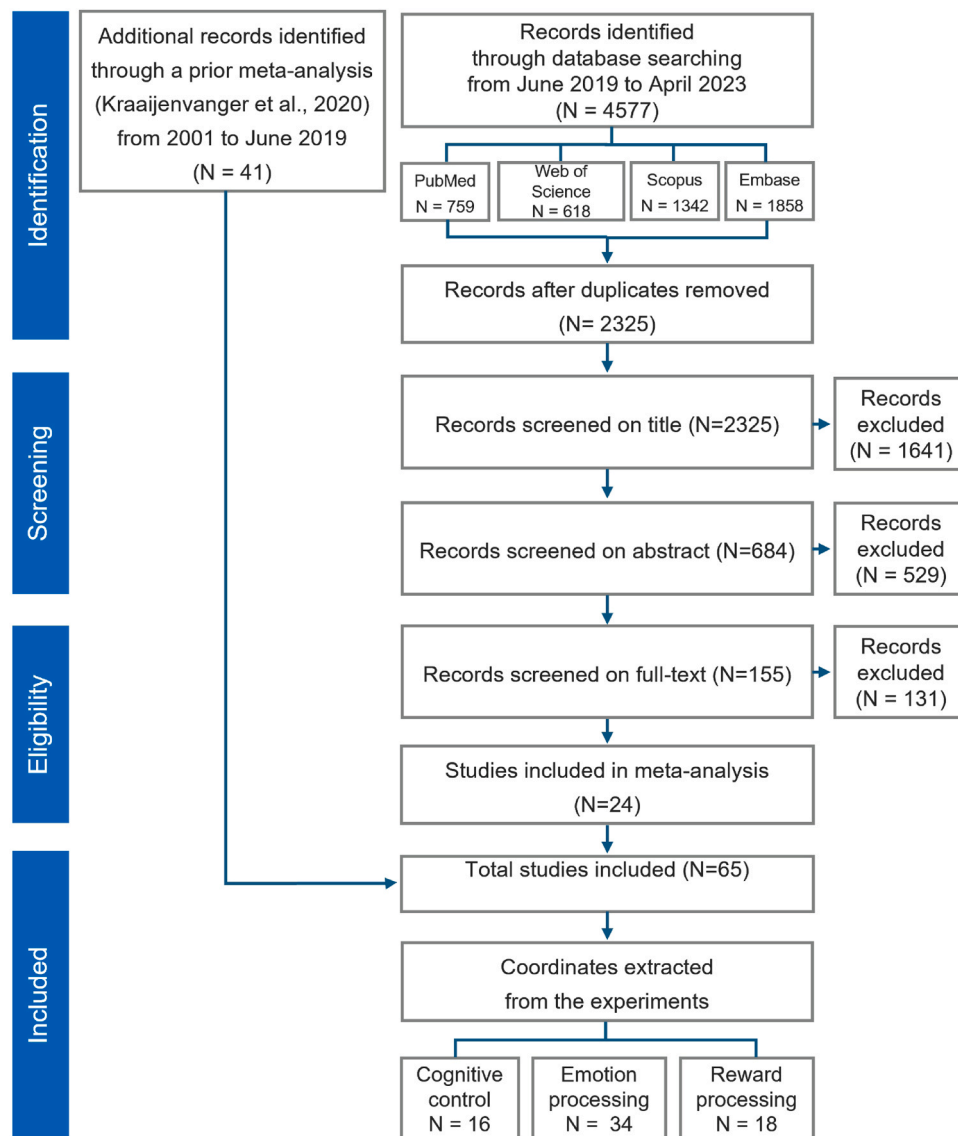 Identification
Additional records identified
through a prior meta-analysis
(Kraaijenvanger et al., 2020)
from 2001 to June 2019
(N = 41)
Records identified
through database searching
from June 2019 to April 2023
(N = 4577)
PubMed
N = 759
Web of
Science
N = 618
Scopus
N = 1342
Embase
N = 1858
Records after duplicates removed
(N= 2325)
Screening
Records screened on title (N=2325)
Records
excluded
(N = 1641)
Records screened on abstract (N=684)
Records
excluded
(N = 529)
Eligibility
Records screened on full-text (N=155)
Records
excluded
(N = 131)
Studies included in meta-analysis
(N=24)
Included
Total studies included (N=65)
Coordinates extracted
from the experiments
Cognitive
control
N = 16
Emotion
processing
N = 34
Reward
processing
N = 18